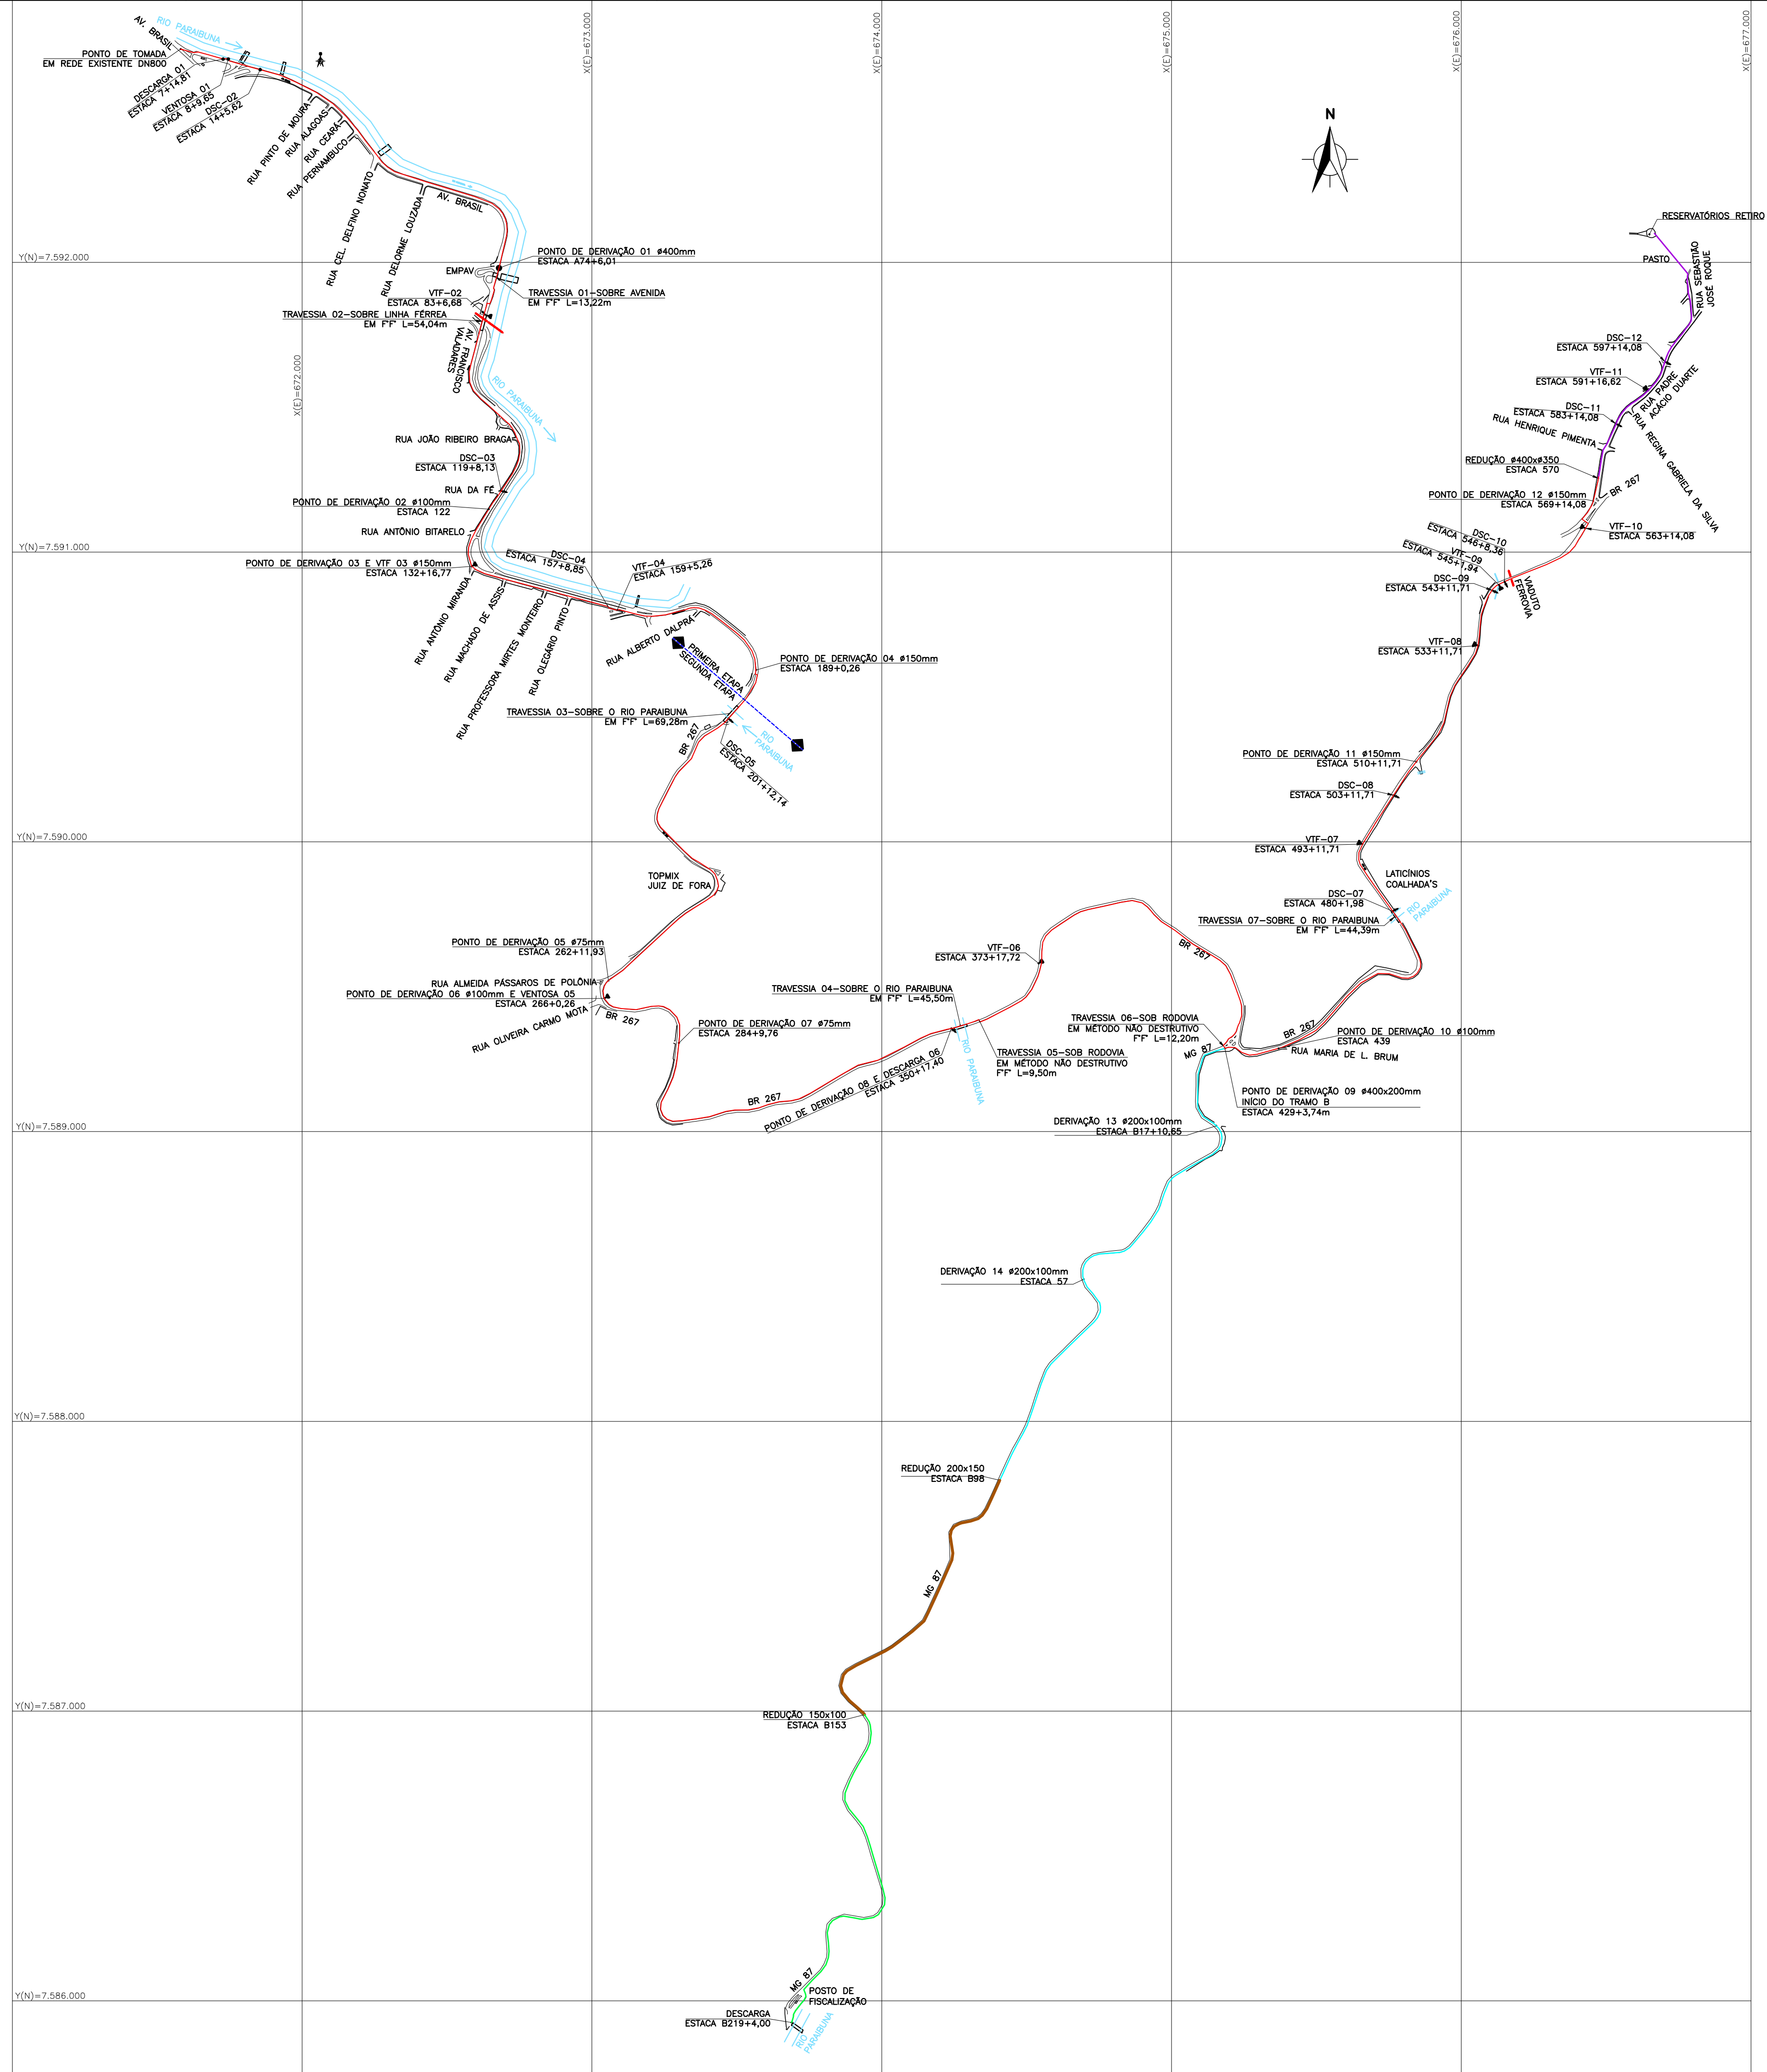 X(E)=673.000
X(E)=674.000
X(E)=675.000
X(E)=676.000
X(E)=677.000
AV. BRASIL
RIO PARAIBUNA
PONTO DE TOMADA
EM REDE EXISTENTE DN800
DESCARGA 01
ESTACA 7+14,81
VENTOSA 01
ESTACA 8+9,65
DSC-02
ESTACA 14+5,62
RUA PINTO DE MOURA
RUA ALAGOAS
RUA CEARÁ
RUA PERNAMBUCO
RUA CEL. DELFINO NONATO
RUA DELORME LOUZADA
AV. BRASIL
N
RESERVATÓRIOS RETIRO
PASTO
RUA SEBASTIÃO
JOSÉ ROQUE
Y(N)=7.592.000
EMPAV
PONTO DE DERIVAÇÃO 01 ø400mm
ESTACA A74+6,01
VTF-02
ESTACA 83+6,68
TRAVESSIA 01-SOBRE AVENIDA
EM FºFº L=13,22m
TRAVESSIA 02-SOBRE LINHA FÉRREA
EM FºFº L=54,04m
AV. FRANCISCO
VALADARES
X(E)=672.000
RIO PARAIBUNA
DSC-12
ESTACA 597+14,08
VTF-11
ESTACA 591+16,62
RUA PADRE
ACÁCIO DUARTE
DSC-11
ESTACA 583+14,08
RUA HENRIQUE PIMENTA
RUA REGINA GABRIELA DA SILVA
RUA JOÃO RIBEIRO BRAGA
DSC-03
ESTACA 119+8,13
RUA DA FÉ
PONTO DE DERIVAÇÃO 02 ø100mm
ESTACA 122
RUA ANTÔNIO BITARELO
REDUÇÃO ø400xø350
ESTACA 570
PONTO DE DERIVAÇÃO 12 ø150mm
ESTACA 569+14,08
BR 267
VTF-10
ESTACA 563+14,08
Y(N)=7.591.000
PONTO DE DERIVAÇÃO 03 E VTF 03 ø150mm
ESTACA 132+16,77
DSC-04
ESTACA 157+8,85
VTF-04
ESTACA 159+5,26
DSC-10
ESTACA 546+8,36
VTF-09
ESTACA 545+1,94
DSC-09
ESTACA 543+11,71
VIADUTO
FERROVIA
RUA ANTÔNIO MIRANDA
RUA MACHADO DE ASSIS
RUA PROFESSORA MIRTES MONTEIRO
RUA OLEGÁRIO PINTO
RUA ALBERTO DALPRÁ
PRIMEIRA ETAPA
SEGUNDA ETAPA
PONTO DE DERIVAÇÃO 04 ø150mm
ESTACA 189+0,26
VTF-08
ESTACA 533+11,71
TRAVESSIA 03-SOBRE O RIO PARAIBUNA
EM FºFº L=69,28m
BR 267
RIO
PARAIBUNA
DSC-05
ESTACA 201+12,14
PONTO DE DERIVAÇÃO 11 ø150mm
ESTACA 510+11,71
DSC-08
ESTACA 503+11,71
Y(N)=7.590.000
VTF-07
ESTACA 493+11,71
TOPMIX
JUIZ DE FORA
LATICÍNIOS
COALHADA'S
DSC-07
ESTACA 480+1,98
RIO
PARAIBUNA
TRAVESSIA 07-SOBRE O RIO PARAIBUNA
EM FºFº L=44,39m
PONTO DE DERIVAÇÃO 05 ø75mm
ESTACA 262+11,93
VTF-06
ESTACA 373+17,72
BR 267
RUA ALMEIDA PÁSSAROS DE POLÔNIA
PONTO DE DERIVAÇÃO 06 ø100mm E VENTOSA 05
ESTACA 266+0,26
RUA OLIVEIRA CARMO MOTA
BR 267
PONTO DE DERIVAÇÃO 07 ø75mm
ESTACA 284+9,76
TRAVESSIA 04-SOBRE O RIO PARAIBUNA
EM FºFº L=45,50m
RIO PARAIBUNA
TRAVESSIA 05-SOB RODOVIA
EM MÉTODO NÃO DESTRUTIVO
FºFº L=9,50m
TRAVESSIA 06-SOB RODOVIA
EM MÉTODO NÃO DESTRUTIVO
FºFº L=12,20m
MG 87
BR 267
PONTO DE DERIVAÇÃO 10 ø100mm
ESTACA 439
RUA MARIA DE L. BRUM
PONTO DE DERIVAÇÃO 08 E DESCARGA 06
ESTACA 350+17,40
BR 267
PONTO DE DERIVAÇÃO 09 ø400x200mm
INÍCIO DO TRAMO B
ESTACA 429+3,74m
Y(N)=7.589.000
DERIVAÇÃO 13 ø200x100mm
ESTACA B17+10,65
DERIVAÇÃO 14 ø200x100mm
ESTACA 57
Y(N)=7.588.000
REDUÇÃO 200x150
ESTACA B98
MG 87
Y(N)=7.587.000
REDUÇÃO 150x100
ESTACA B153
MG 87
POSTO DE
FISCALIZAÇÃO
Y(N)=7.586.000
DESCARGA
ESTACA B219+4,00
RIO
PARAIBUNA